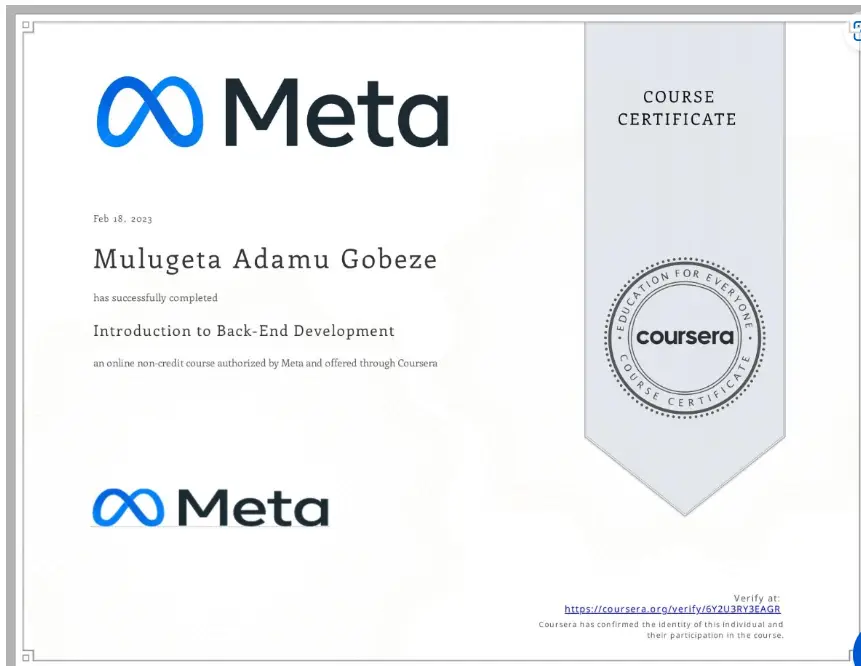 Meta
COURSE
CERTIFICATE
Feb 18, 2023
Mulugeta Adamu Gobeze
has successfully completed
Introduction to Back-End Development
an online non-credit course authorized by Meta and offered through Coursera
EDUCATION FOR EVERYONE
coursera
COURSE CERTIFICATE
Meta
Verify at:
https://coursera.org/verify/6Y2U3RY3EAGR
Coursera has confirmed the identity of this individual and
their participation in the course.